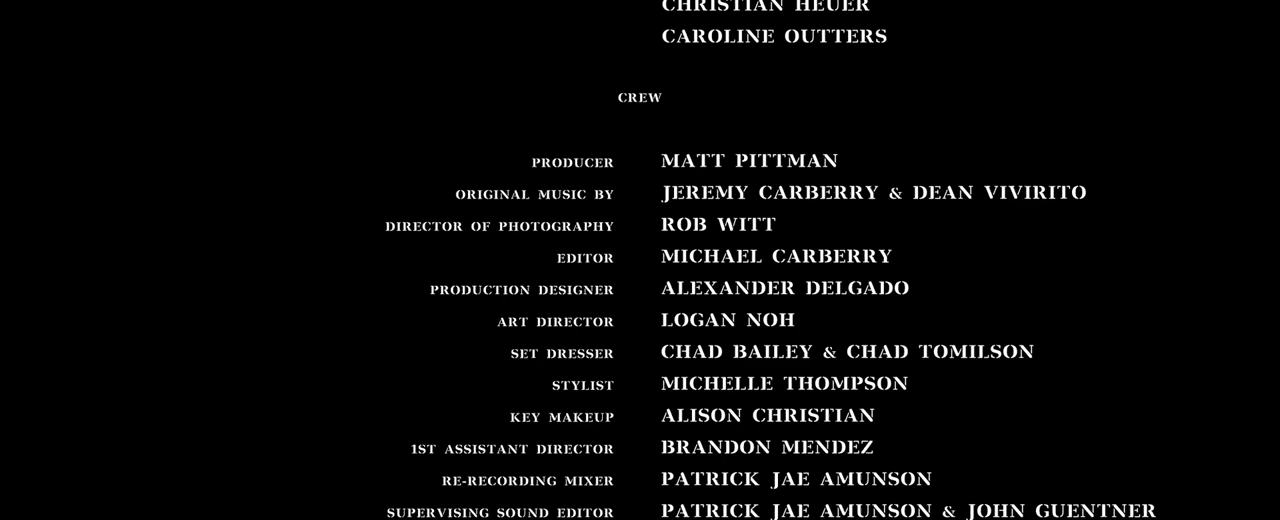 CHRISTIAN HEUER
CAROLINE OUTTERS
CREW
PRODUCER MATT PITTMAN
ORIGINAL MUSIC BY JEREMY CARBERRY & DEAN VIVIRITO
DIRECTOR OF PHOTOGRAPHY ROB WITT
EDITOR MICHAEL CARBERRY
PRODUCTION DESIGNER ALEXANDER DELGADO
ART DIRECTOR LOGAN NOH
SET DRESSER CHAD BAILEY & CHAD TOMILSON
STYLIST MICHELLE THOMPSON
KEY MAKEUP ALISON CHRISTIAN
1ST ASSISTANT DIRECTOR BRANDON MENDEZ
RE-RECORDING MIXER PATRICK JAE AMUNSON
SUPERVISING SOUND EDITOR PATRICK JAE AMUNSON & JOHN GUENTNER